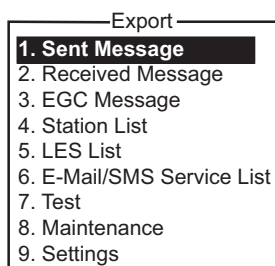 Export
1. Sent Message
2. Received Message
3. EGC Message
4. Station List
5. LES List
6. E-Mail/SMS Service List
7. Test
8. Maintenance
9. Settings